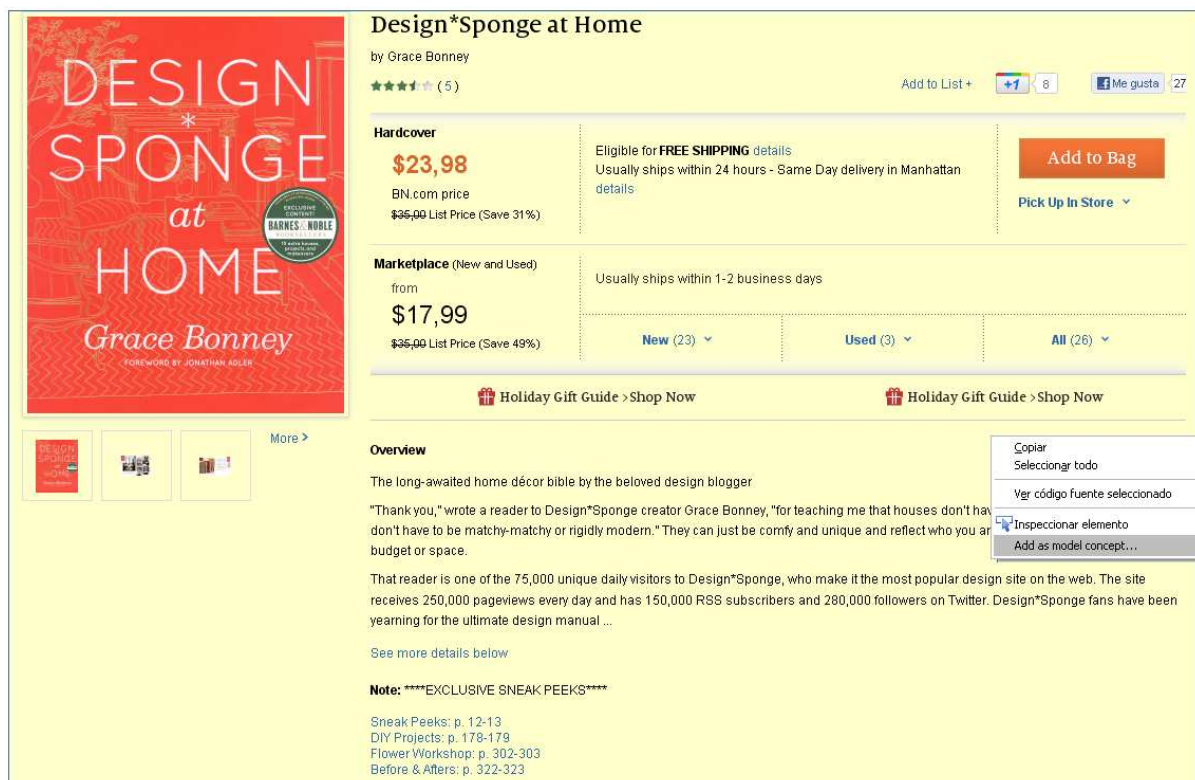 DESIGN
*
SPONGE
at
HOME
Grace Bonney
FOREWORD BY JONATHAN ADLER
EXCLUSIVE
CONTENT!
BARNES & NOBLE
BOOKSELLERS
More >
Design*Sponge at Home
by Grace Bonney
(5)
Add to List +
+1
8
Me gusta
27
Hardcover
$23,98
BN.com price
$35,00 List Price (Save 31%)
Eligible for FREE SHIPPING details
Usually ships within 24 hours - Same Day delivery in Manhattan
details
Add to Bag
Pick Up In Store
Marketplace (New and Used)
from
$17,99
$35,00 List Price (Save 49%)
Usually ships within 1-2 business days
New (23)
Used (3)
All (26)
Holiday Gift Guide > Shop Now
Holiday Gift Guide > Shop Now
Overview
The long-awaited home décor bible by the beloved design blogger
"Thank you," wrote a reader to Design*Sponge creator Grace Bonney, "for teaching me that houses don't
don't have to be matchy-matchy or rigidly modern." They can just be comfy and unique and reflect who you
budget or space.
That reader is one of the 75,000 unique daily visitors to Design*Sponge, who make it the most popular design site on the web. The site
receives 250,000 pageviews every day and has 150,000 RSS subscribers and 280,000 followers on Twitter. Design*Sponge fans have been
yearning for the ultimate design manual ...
See more details below
Note: ****EXCLUSIVE SNEAK PEEKS****
Sneak Peeks: p. 12-13
DIY Projects: p. 178-179
Flower Workshop: p. 302-303
Before & Afters: p. 322-323
Copiar
Seleccionar todo
Ver código fuente seleccionado
Inspeccionar elemento
Add as model concept...